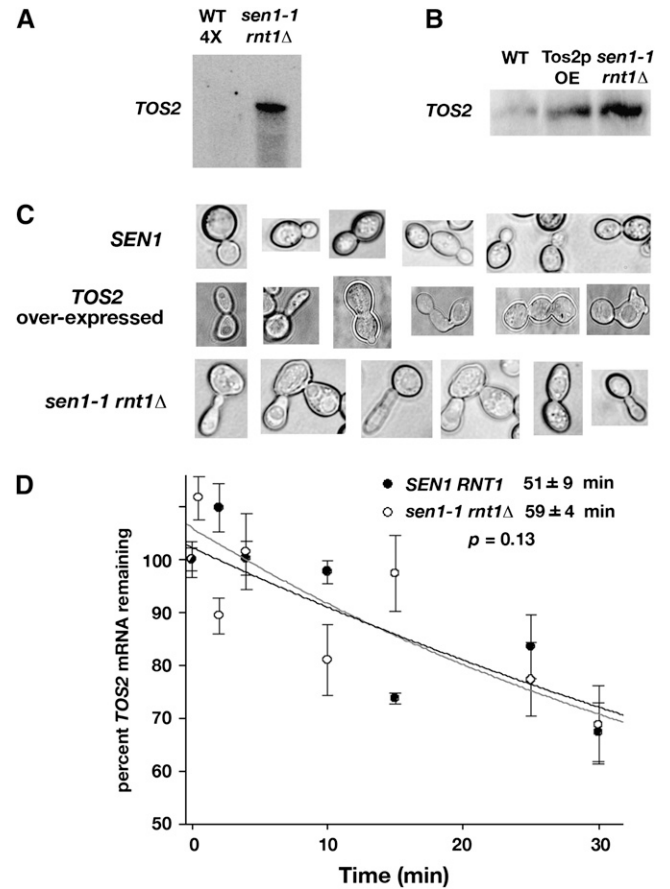 A
WT sen1-1
4X rnt1Δ
TOS2
B
WT Tos2p sen1-1
OE rnt1Δ
TOS2
C
SEN1
TOS2
over-expressed
sen1-1 rnt1Δ
D
● SEN1 RNT1 51 ± 9 min
○ sen1-1 rnt1Δ 59 ± 4 min
p = 0.13
percent TOS2 mRNA remaining
100
90
80
70
60
50
0 10 20 30
Time (min)